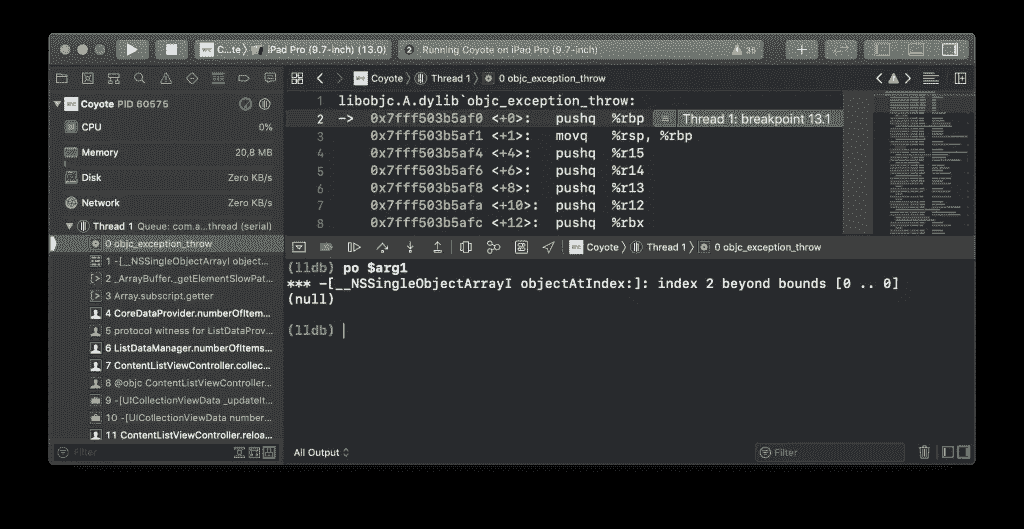 C...te 〉 iPad Pro (9.7-inch) (13.0)
2 Running Coyote on iPad Pro (9.7-inch)
35
Coyote 〉 Thread 1 〉 0 objc_exception_throw
Coyote PID 60575
CPU 0%
Memory 20,8 MB
Disk Zero KB/s
Network Zero KB/s
Thread 1 Queue: com.a...thread (serial)
0 objc_exception_throw
1 -[__NSSingleObjectArrayI object...
2 _ArrayBuffer._getElementSlowPat...
3 Array.subscript.getter
4 CoreDataProvider.numberOfItem...
5 protocol witness for ListDataProv...
6 ListDataManager.numberOfItems...
7 ContentListViewController.collec...
8 @objc ContentListViewController...
9 -[UICollectionViewData _updateIt...
10 -[UICollectionViewData number...
11 ContentListViewController.reloa...
Filter
1 libobjc.A.dylib`objc_exception_throw:
2 -> 0x7fff503b5af0 <+0>: pushq %rbp Thread 1: breakpoint 13.1
3 0x7fff503b5af1 <+1>: movq %rsp, %rbp
4 0x7fff503b5af4 <+4>: pushq %r15
5 0x7fff503b5af6 <+6>: pushq %r14
6 0x7fff503b5af8 <+8>: pushq %r13
7 0x7fff503b5afa <+10>: pushq %r12
8 0x7fff503b5afc <+12>: pushq %rbx
Coyote 〉 Thread 1 〉 0 objc_exception_throw
(lldb) po $arg1
*** -[__NSSingleObjectArrayI objectAtIndex:]: index 2 beyond bounds [0 .. 0]
(null)
(lldb)
All Output
Filter